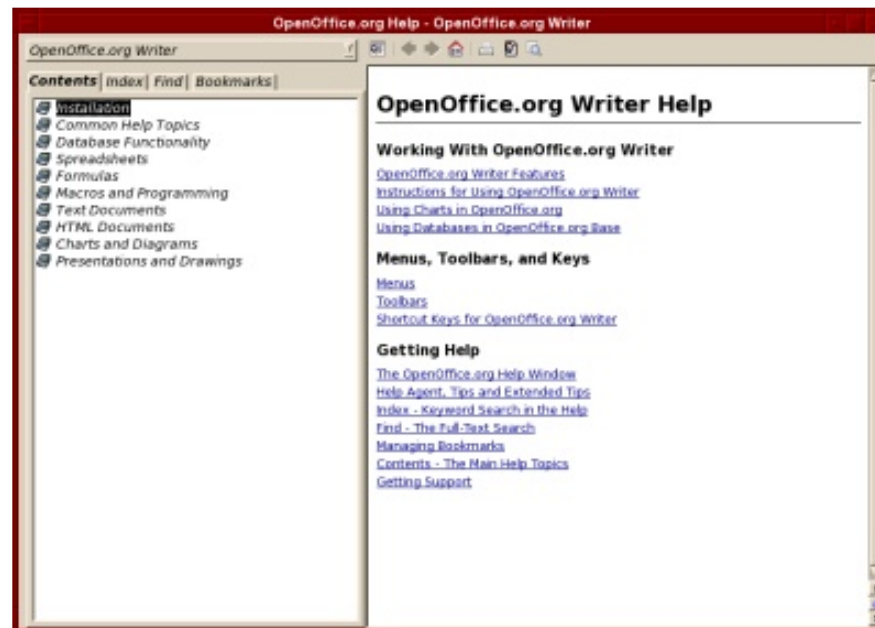 OpenOffice.org Help - OpenOffice.org Writer
OpenOffice.org Writer
Contents Index Find Bookmarks
Installation
Common Help Topics
Database Functionality
Spreadsheets
Formulas
Macros and Programming
Text Documents
HTML Documents
Charts and Diagrams
Presentations and Drawings
OpenOffice.org Writer Help
Working With OpenOffice.org Writer
OpenOffice.org Writer Features
Instructions for Using OpenOffice.org Writer
Using Charts in OpenOffice.org
Using Databases in OpenOffice.org Base
Menus, Toolbars, and Keys
Menus
Toolbars
Shortcut Keys for OpenOffice.org Writer
Getting Help
The OpenOffice.org Help Window
Help Agent, Tips and Extended Tips
Index - Keyword Search in the Help
Find - The Full-Text Search
Managing Bookmarks
Contents - The Main Help Topics
Getting Support